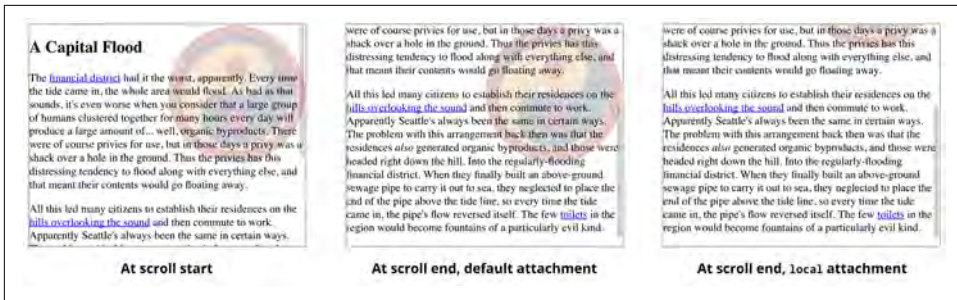 A Capital Flood
The financial district had it the worst, apparently. Every time
the tide came in, the whole area would flood. As bad as that
sounds, it's even worse when you consider that a large group
of humans clustered together for many hours every day will
produce a large amount of... well, organic byproducts. There
were of course privies for use, but in those days a privy was a
shack over a hole in the ground. Thus the privies has this
distressing tendency to flood along with everything else, and
that meant their contents would go floating away.
All this led many citizens to establish their residences on the
hills overlooking the sound and then commute to work.
Apparently Seattle's always been the same in certain ways.
At scroll start
were of course privies for use, but in those days a privy was a
shack over a hole in the ground. Thus the privies has this
distressing tendency to flood along with everything else, and
that meant their contents would go floating away.
All this led many citizens to establish their residences on the
hills overlooking the sound and then commute to work.
Apparently Seattle's always been the same in certain ways.
The problem with this arrangement back then was that the
residences also generated organic byproducts, and those were
headed right down the hill. Into the regularly-flooding
financial district. When they finally built an above-ground
sewage pipe to carry it out to sea, they neglected to place the
end of the pipe above the tide line, so every time the tide
came in, the pipe's flow reversed itself. The few toilets in the
region would become fountains of a particularly evil kind.
At scroll end, default attachment
were of course privies for use, but in those days a privy was a
shack over a hole in the ground. Thus the privies has this
distressing tendency to flood along with everything else, and
that meant their contents would go floating away.
All this led many citizens to establish their residences on the
hills overlooking the sound and then commute to work.
Apparently Seattle's always been the same in certain ways.
The problem with this arrangement back then was that the
residences also generated organic byproducts, and those were
headed right down the hill. Into the regularly-flooding
financial district. When they finally built an above-ground
sewage pipe to carry it out to sea, they neglected to place the
end of the pipe above the tide line, so every time the tide
came in, the pipe's flow reversed itself. The few toilets in the
region would become fountains of a particularly evil kind.
At scroll end, local attachment